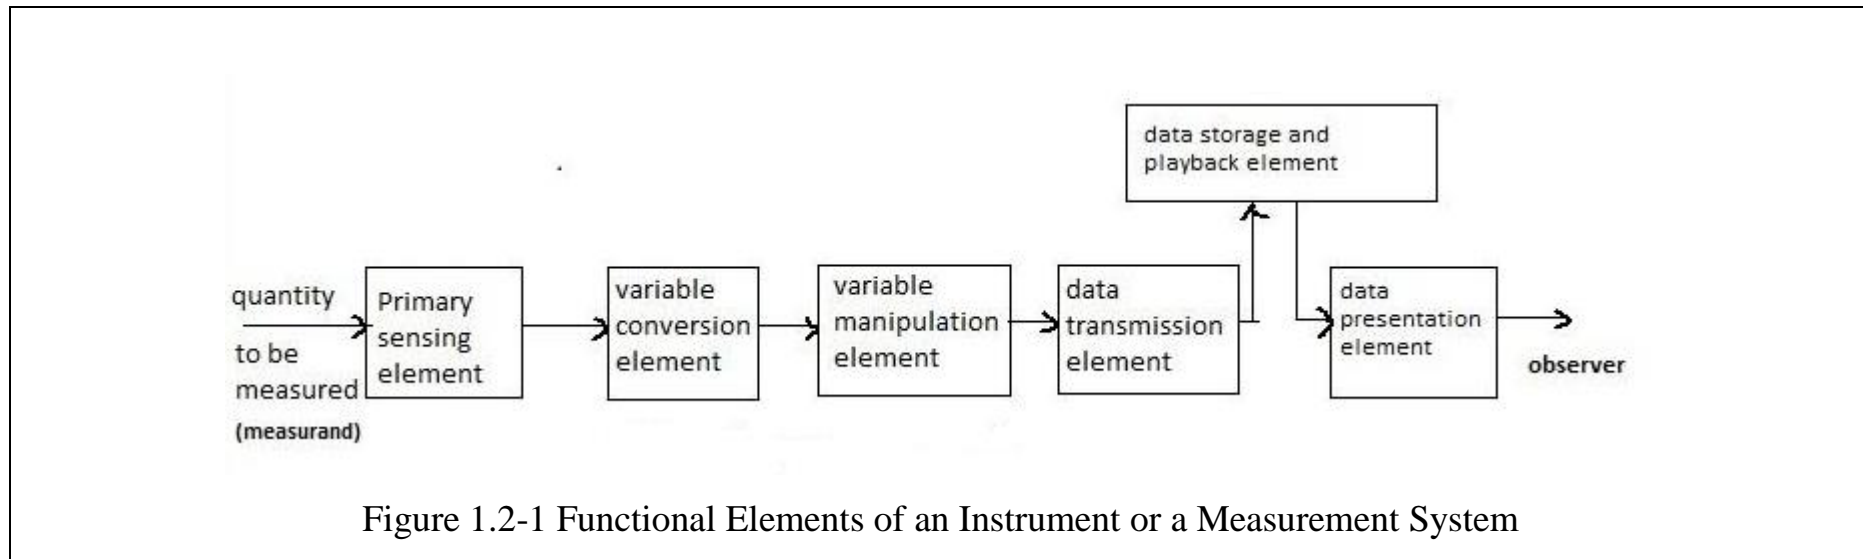 quantity
to be
measured
(measurand)
Primary
sensing
element
variable
conversion
element
variable
manipulation
element
data
transmission
element
data storage and
playback element
data
presentation
element
observer
Figure 1.2-1 Functional Elements of an Instrument or a Measurement System